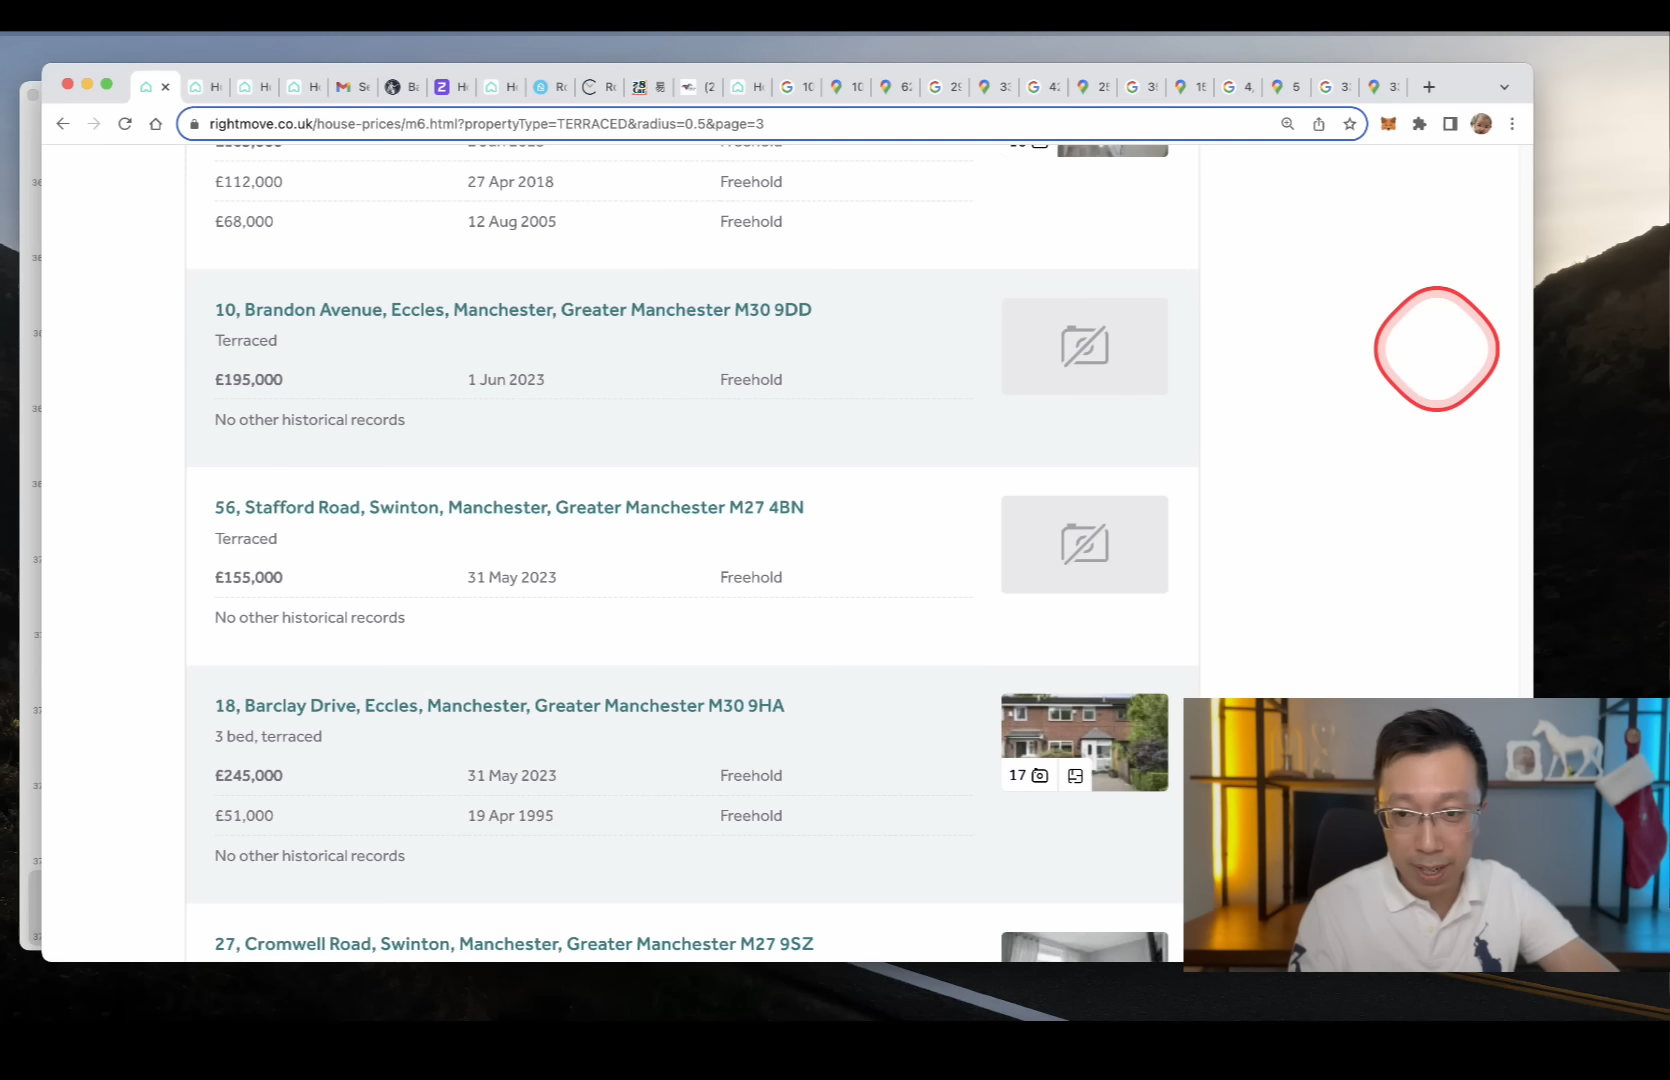 rightmove.co.uk/house-prices/m6.html?propertyType=TERRACED&radius=0.5&page=3
£112,000 27 Apr 2018 Freehold
£68,000 12 Aug 2005 Freehold
10, Brandon Avenue, Eccles, Manchester, Greater Manchester M30 9DD
Terraced
£195,000 1 Jun 2023 Freehold
No other historical records
56, Stafford Road, Swinton, Manchester, Greater Manchester M27 4BN
Terraced
£155,000 31 May 2023 Freehold
No other historical records
18, Barclay Drive, Eccles, Manchester, Greater Manchester M30 9HA
3 bed, terraced
£245,000 31 May 2023 Freehold
17
£51,000 19 Apr 1995 Freehold
No other historical records
27, Cromwell Road, Swinton, Manchester, Greater Manchester M27 9SZ